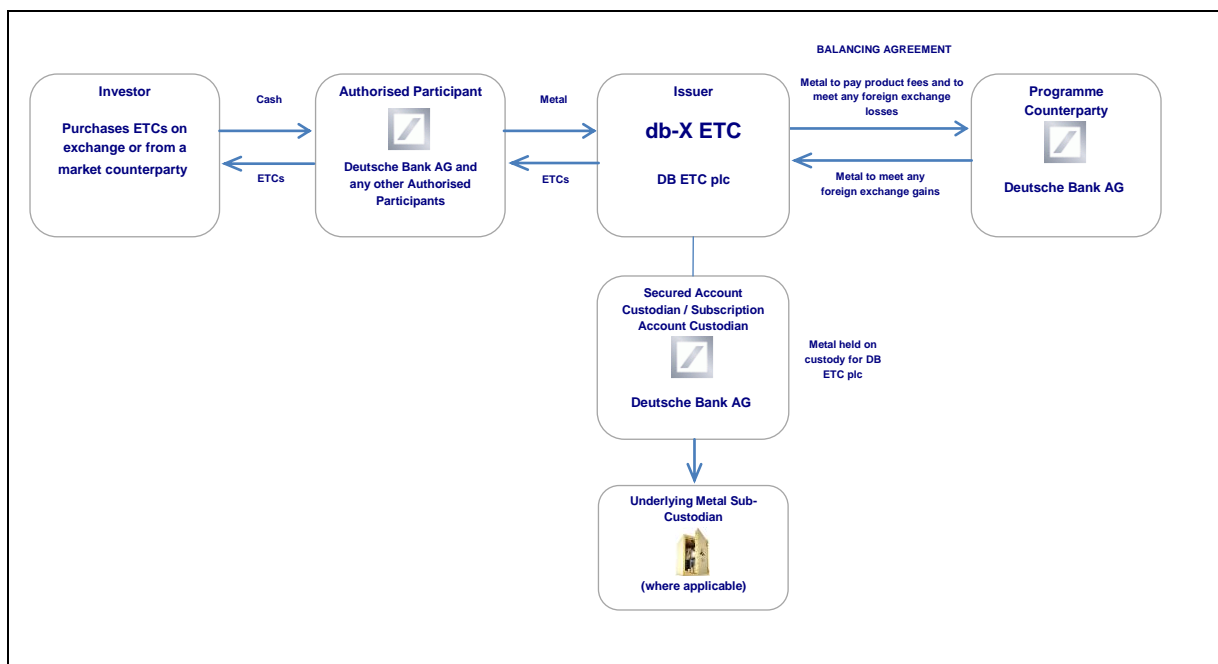 Investor
Purchases ETCs on
exchange or from a
market counterparty
Cash
ETCs
Authorised Participant
Deutsche Bank AG and
any other Authorised
Participants
Metal
ETCs
Issuer
db-X ETC
DB ETC plc
BALANCING AGREEMENT
Metal to pay product fees and to
meet any foreign exchange
losses
Metal to meet any
foreign exchange gains
Programme
Counterparty
Deutsche Bank AG
Secured Account
Custodian / Subscription
Account Custodian
Deutsche Bank AG
Metal held on
custody for DB
ETC plc
Underlying Metal Sub-
Custodian
(where applicable)